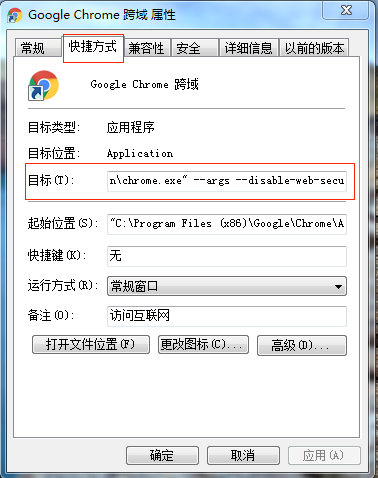 Google Chrome 跨域 属性
常规 快捷方式 兼容性 安全 详细信息 以前的版本
Google Chrome 跨域
目标类型: 应用程序
目标位置: Application
目标(T): n\chrome.exe" --args --disable-web-secu
起始位置(S): "C:\Program Files (x86)\Google\Chrome\A
快捷键(K): 无
运行方式(R): 常规窗口
备注(O): 访问互联网
打开文件位置(F) 更改图标(C)... 高级(D)...
确定 取消 应用(A)